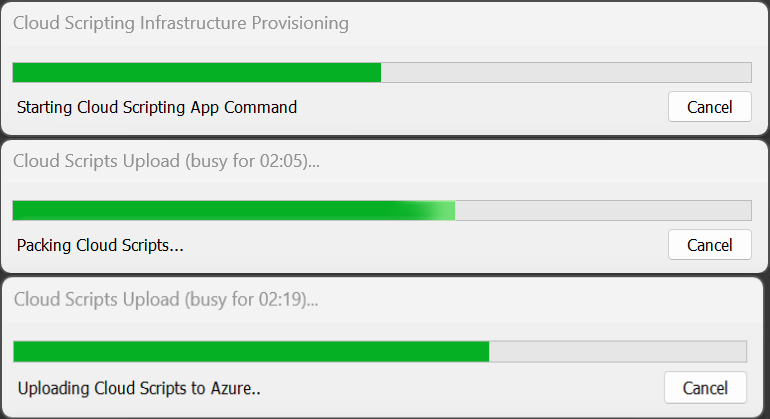 Cloud Scripting Infrastructure Provisioning
Starting Cloud Scripting App Command
Cancel
Cloud Scripts Upload (busy for 02:05)...
Packing Cloud Scripts...
Cancel
Cloud Scripts Upload (busy for 02:19)...
Uploading Cloud Scripts to Azure..
Cancel